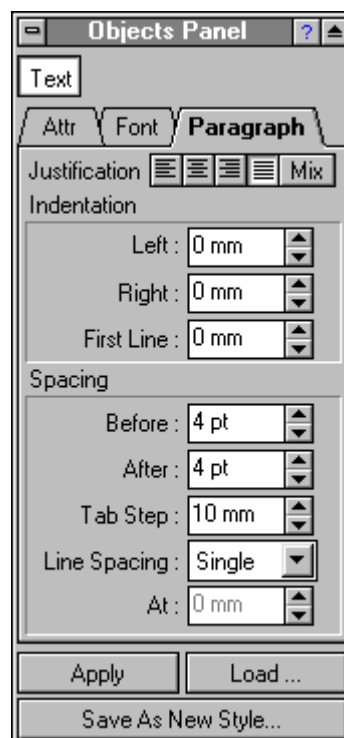 Objects Panel ?
Text
Attr Font Paragraph
Justification Mix
Indentation
Left : 0 mm
Right : 0 mm
First Line : 0 mm
Spacing
Before : 4 pt
After : 4 pt
Tab Step : 10 mm
Line Spacing : Single
At : 0 mm
Apply Load ...
Save As New Style...